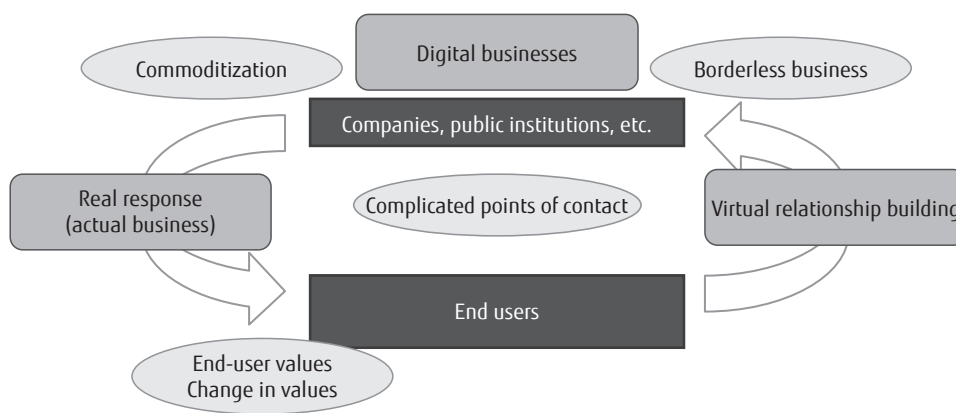 Digital businesses
Commoditization
Borderless business
Companies, public institutions, etc.
Real response
(actual business)
Complicated points of contact
Virtual relationship building
End users
End-user values
Change in values